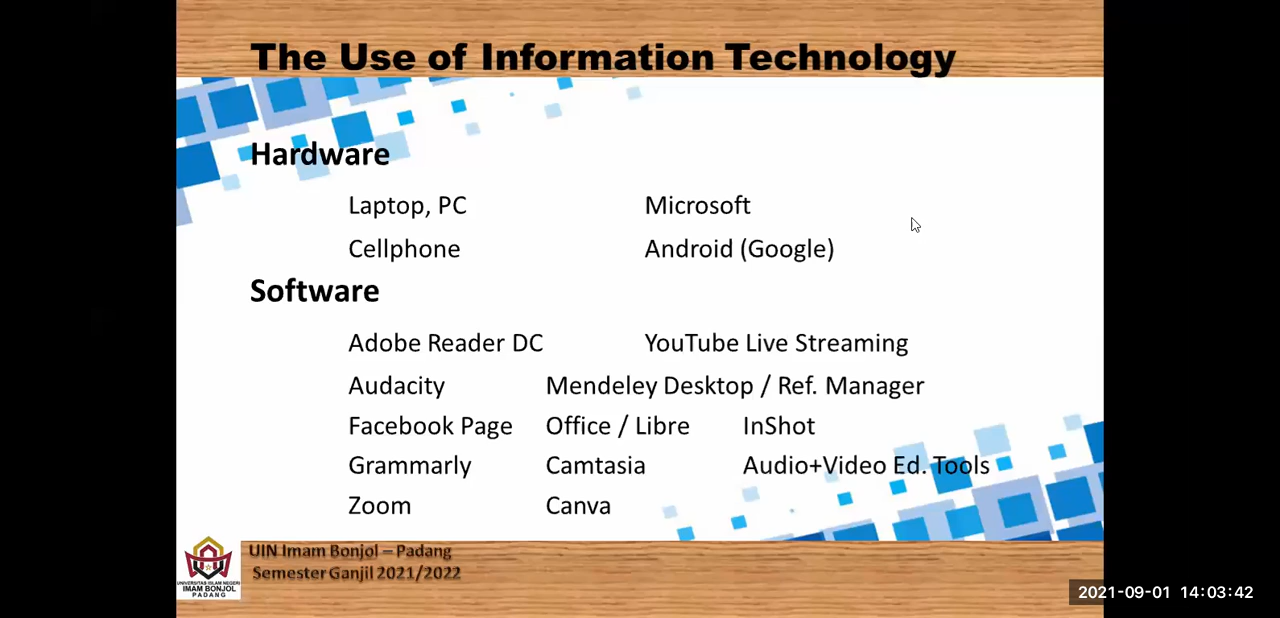 The Use of Information Technology
Hardware
Laptop, PC Microsoft
Cellphone Android (Google)
Software
Adobe Reader DC YouTube Live Streaming
Audacity Mendeley Desktop / Ref. Manager
Facebook Page Office / Libre InShot
Grammarly Camtasia Audio+Video Ed. Tools
Zoom Canva
UNIVERSITAS ISLAM NEGERI
IMAM BONJOL
PADANG
UIN Imam Bonjol – Padang
Semester Ganjil 2021/2022
2021-09-01 14:03:42